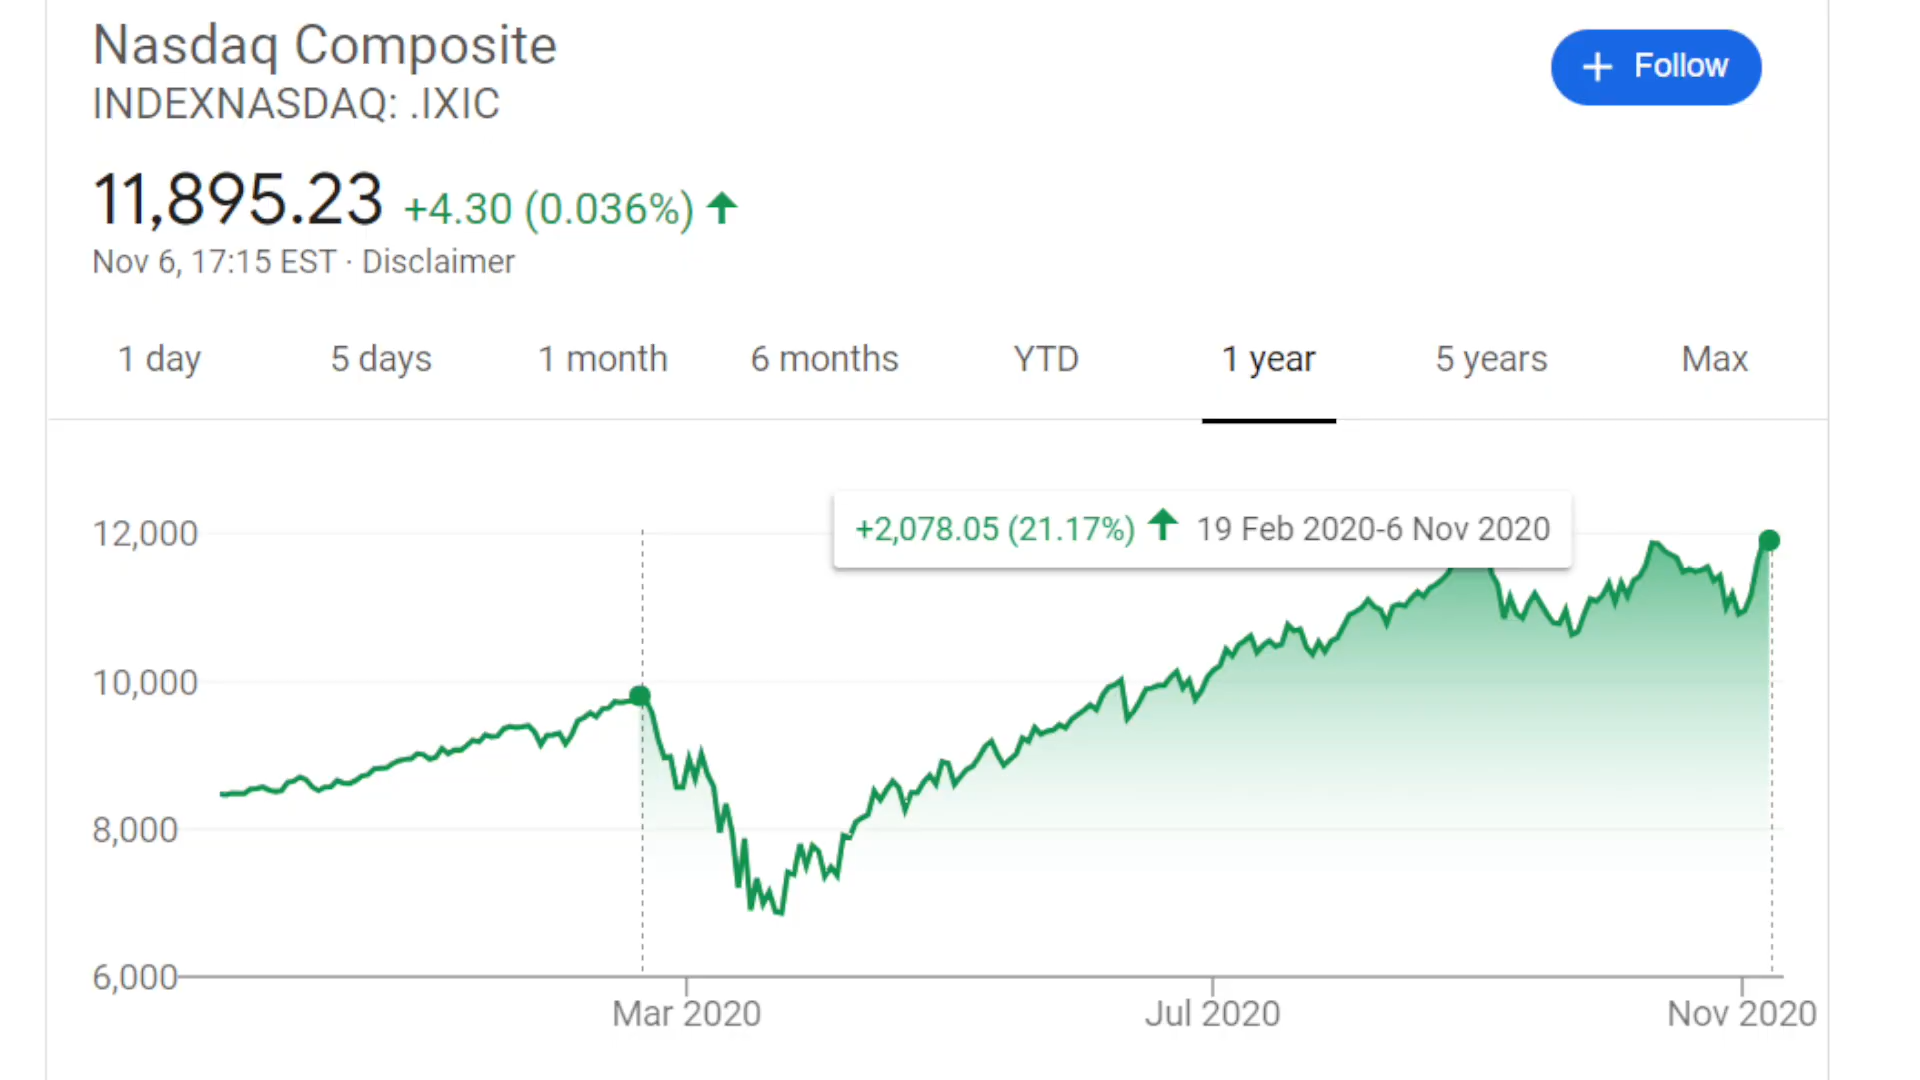 Nasdaq Composite
+ Follow
INDEXNASDAQ: .IXIC
11,895.23 +4.30 (0.036%)
Nov 6, 17:15 EST · Disclaimer
1 day 5 days 1 month 6 months YTD 1 year 5 years Max
+2,078.05 (21.17%) 19 Feb 2020-6 Nov 2020
12,000
10,000
8,000
6,000
Mar 2020 Jul 2020 Nov 2020